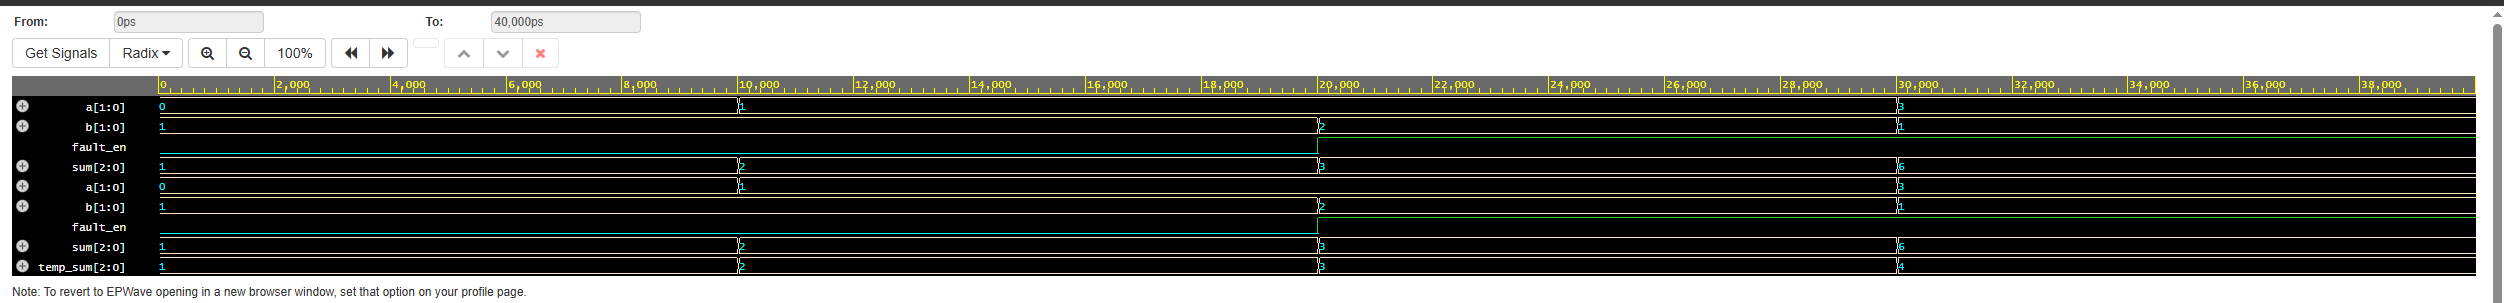 From: 0ps To: 40,000ps
Get Signals Radix 100%
0 2,000 4,000 6,000 8,000 10,000 12,000 14,000 16,000 18,000 20,000 22,000 24,000 26,000 28,000 30,000 32,000 34,000 36,000 38,000
a[1:0] 0 1 3
b[1:0] 1 2 1
fault_en
sum[2:0] 1 2 3 6
a[1:0] 0 1 3
b[1:0] 1 2 1
fault_en
sum[2:0] 1 2 3 6
temp_sum[2:0] 1 2 3 4
Note: To revert to EPWave opening in a new browser window, set that option on your profile page.